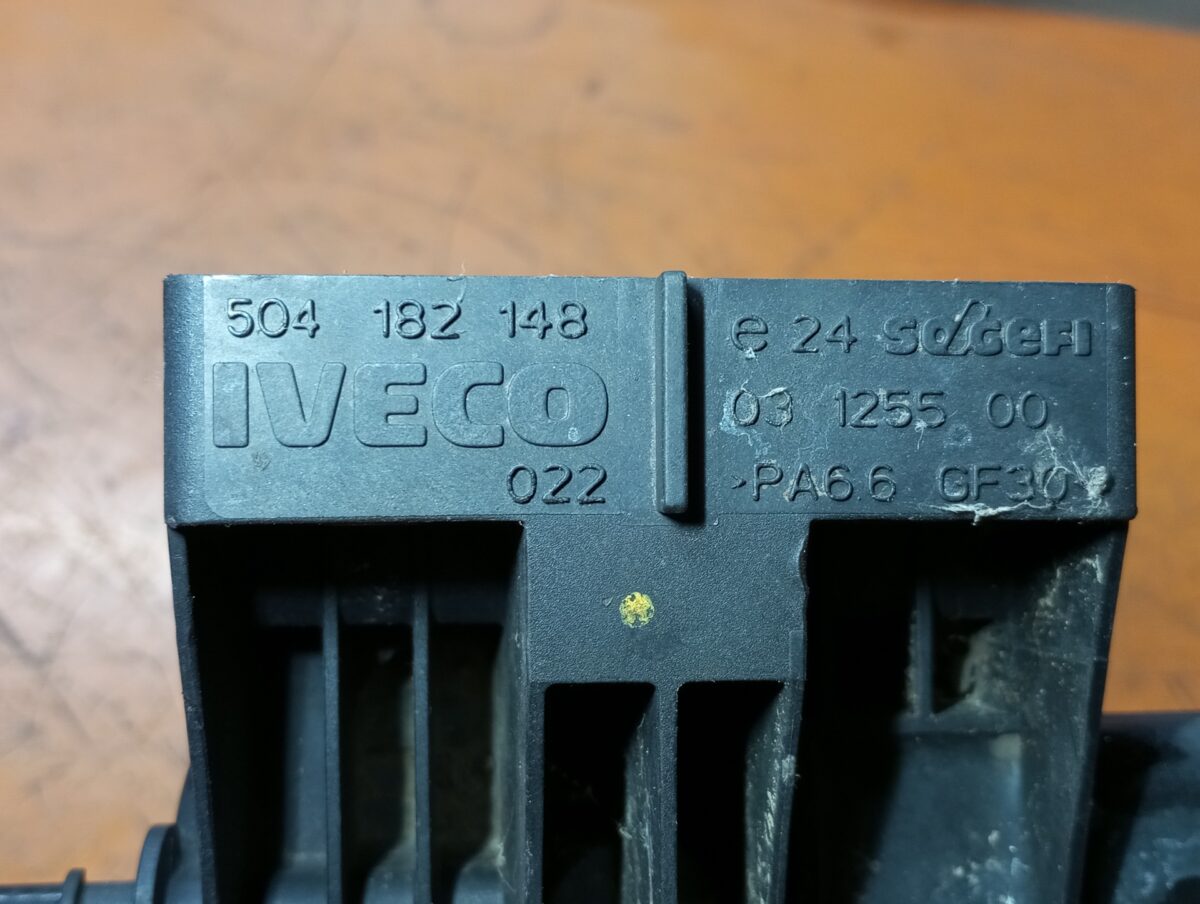 504 182 148
IVECO
022
e 24 SOGEFI
03 1255 00
>PA6.6 GF30<